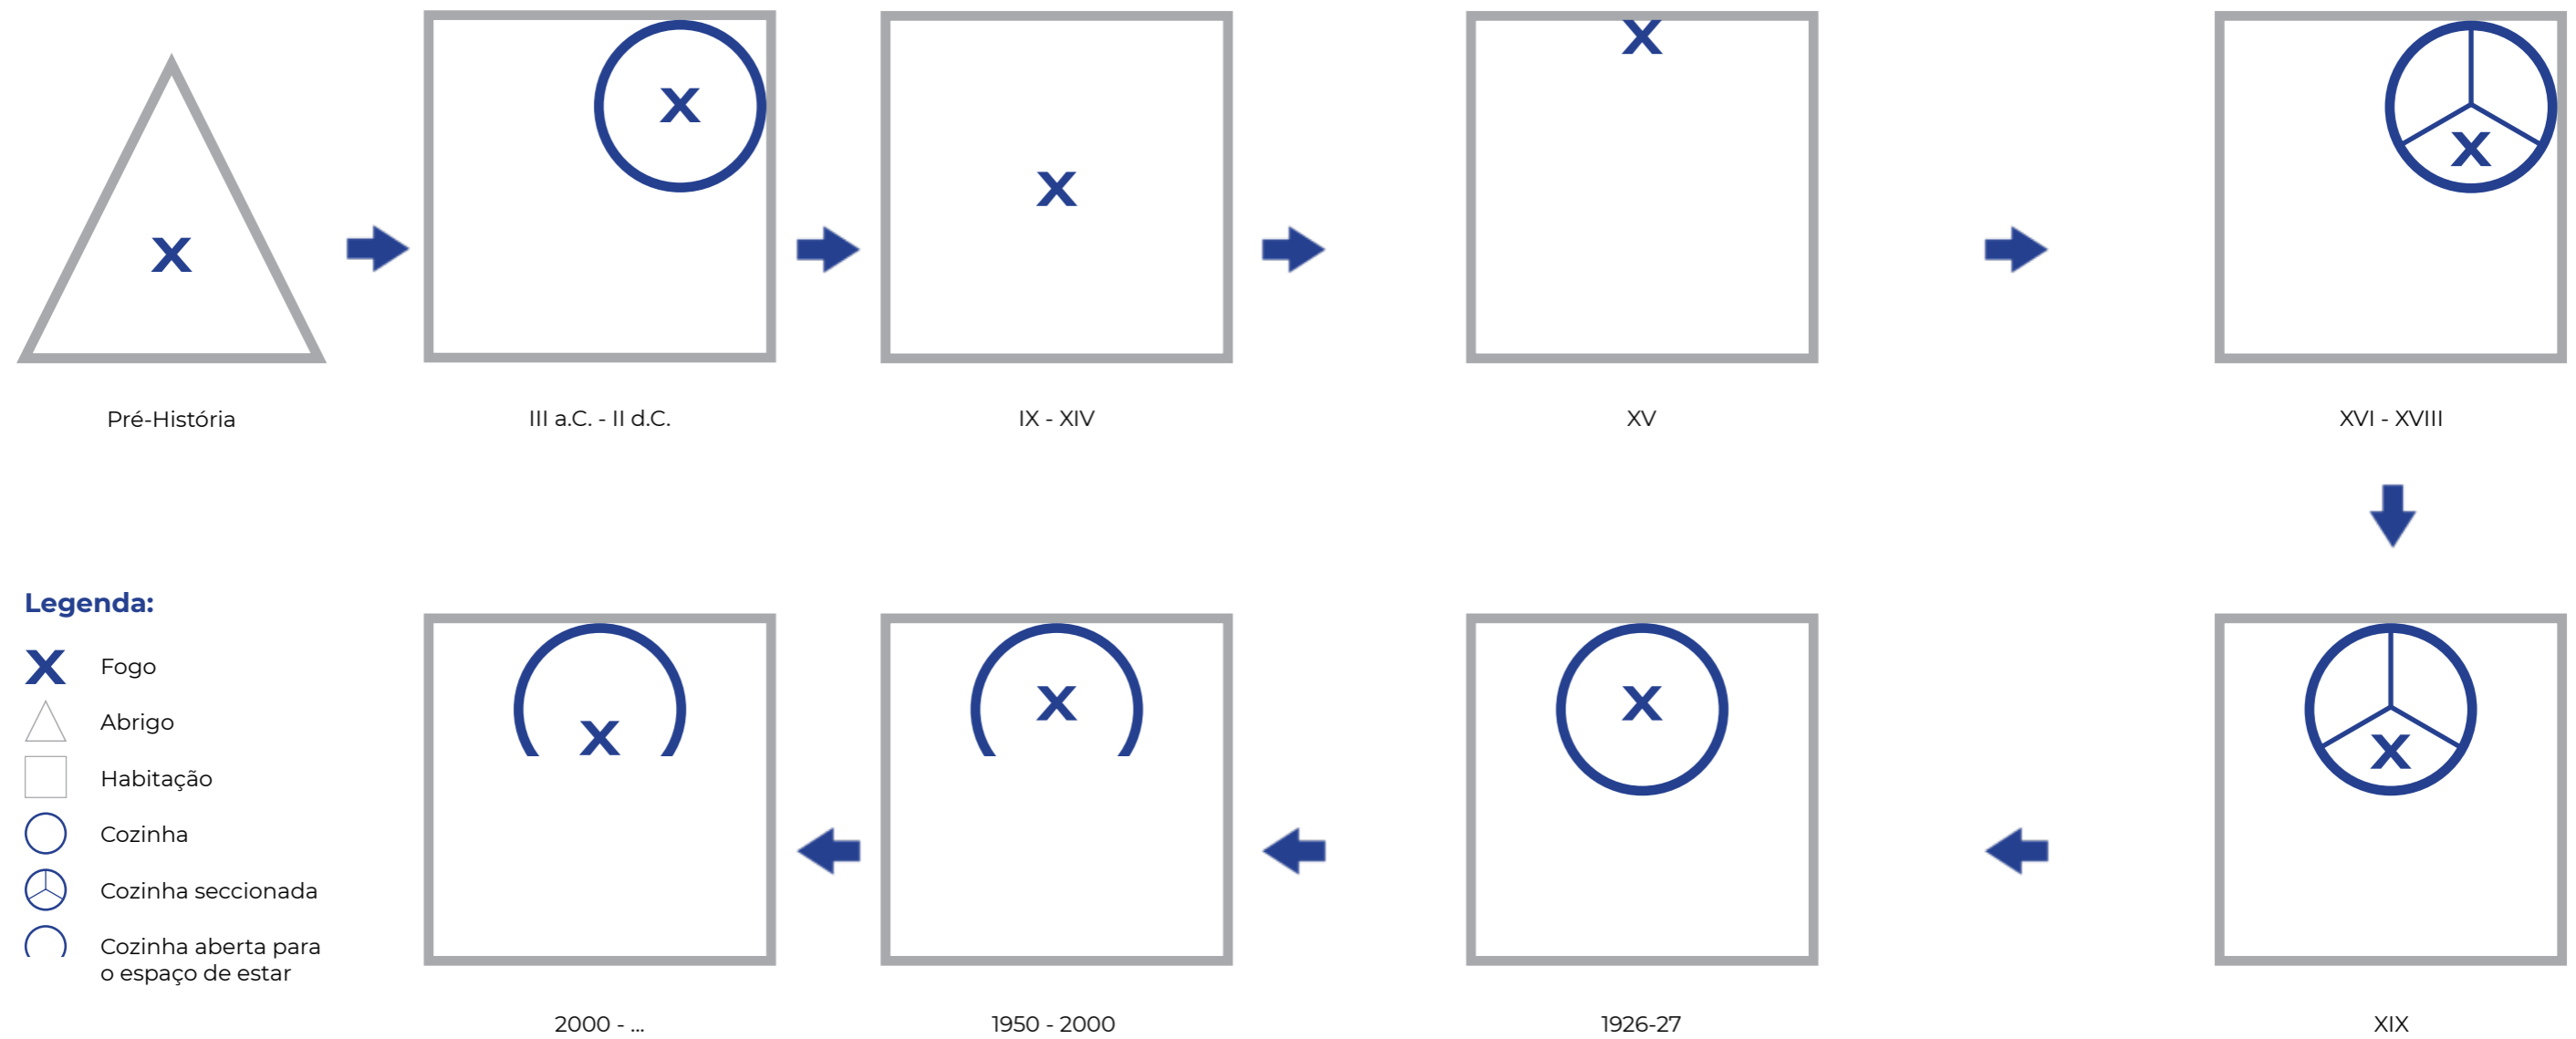 Pré-História
III a.C. - II d.C.
IX - XIV
XV
XVI - XVIII
Legenda:
X Fogo
Abrigo
Habitação
Cozinha
Cozinha seccionada
Cozinha aberta para
o espaço de estar
2000 - ...
1950 - 2000
1926-27
XIX